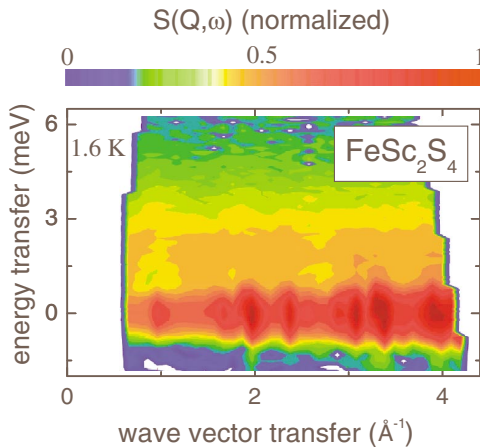 S(Q,ω) (normalized)
0 0.5 1
6
1.6 K
FeSc₂S₄
3
0
energy transfer (meV)
0 2 4
wave vector transfer (Å⁻¹)